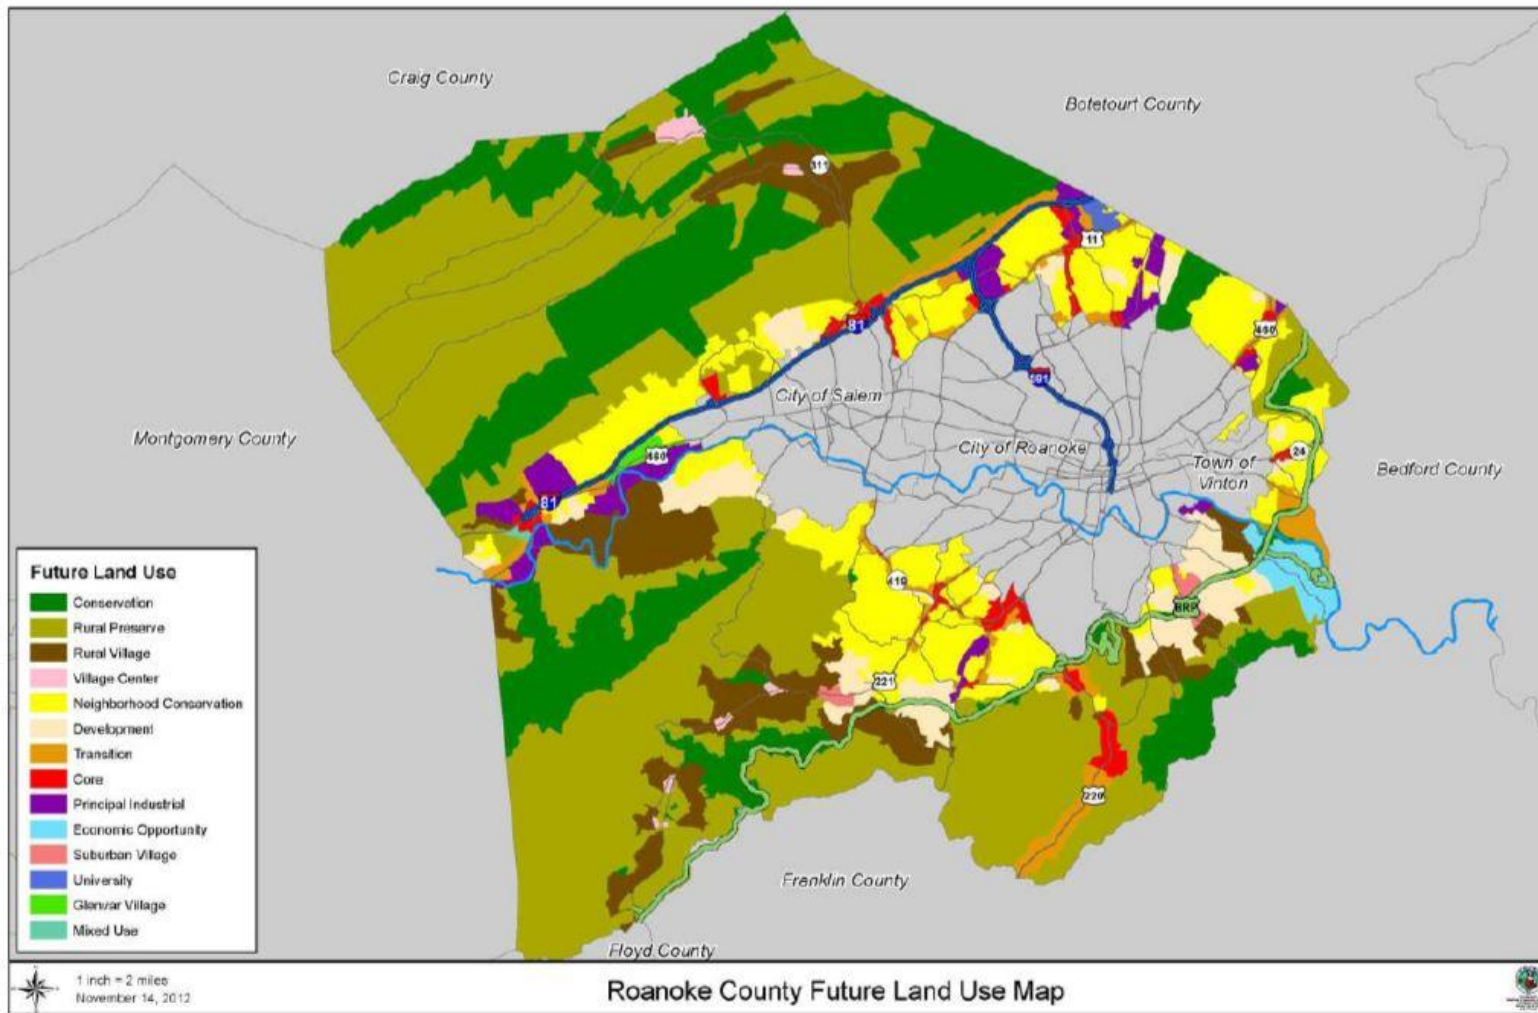 Craig County
Botetourt County
311
11
81
460
581
City of Salem
Montgomery County
460
City of Roanoke
24
Town of
Vinton
Bedford County
81
419
BRP
221
220
Franklin County
Floyd County
Future Land Use
Conservation
Rural Preserve
Rural Village
Village Center
Neighborhood Conservation
Development
Transition
Core
Principal Industrial
Economic Opportunity
Suburban Village
University
Glenvar Village
Mixed Use
1 inch = 2 miles
November 14, 2012
Roanoke County Future Land Use Map